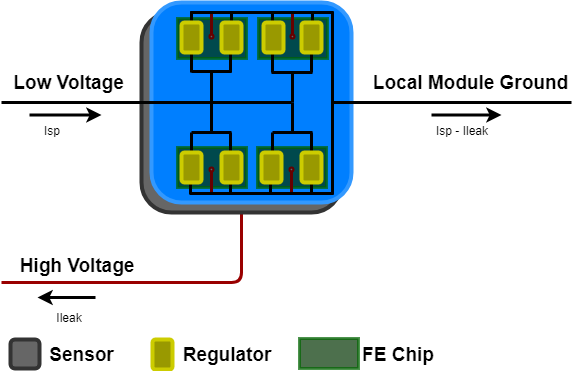 Low Voltage
Local Module Ground
Isp
Isp - Ileak
High Voltage
Ileak
Sensor
Regulator
FE Chip